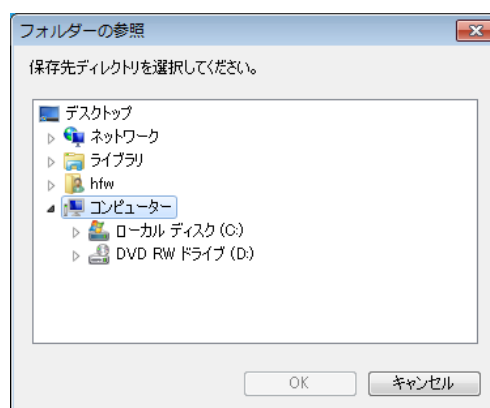 フォルダーの参照
保存先ディレクトリを選択してください。
デスクトップ
ネットワーク
ライブラリ
hfw
コンピューター
ローカル ディスク (C:)
DVD RW ドライブ (D:)
OK キャンセル